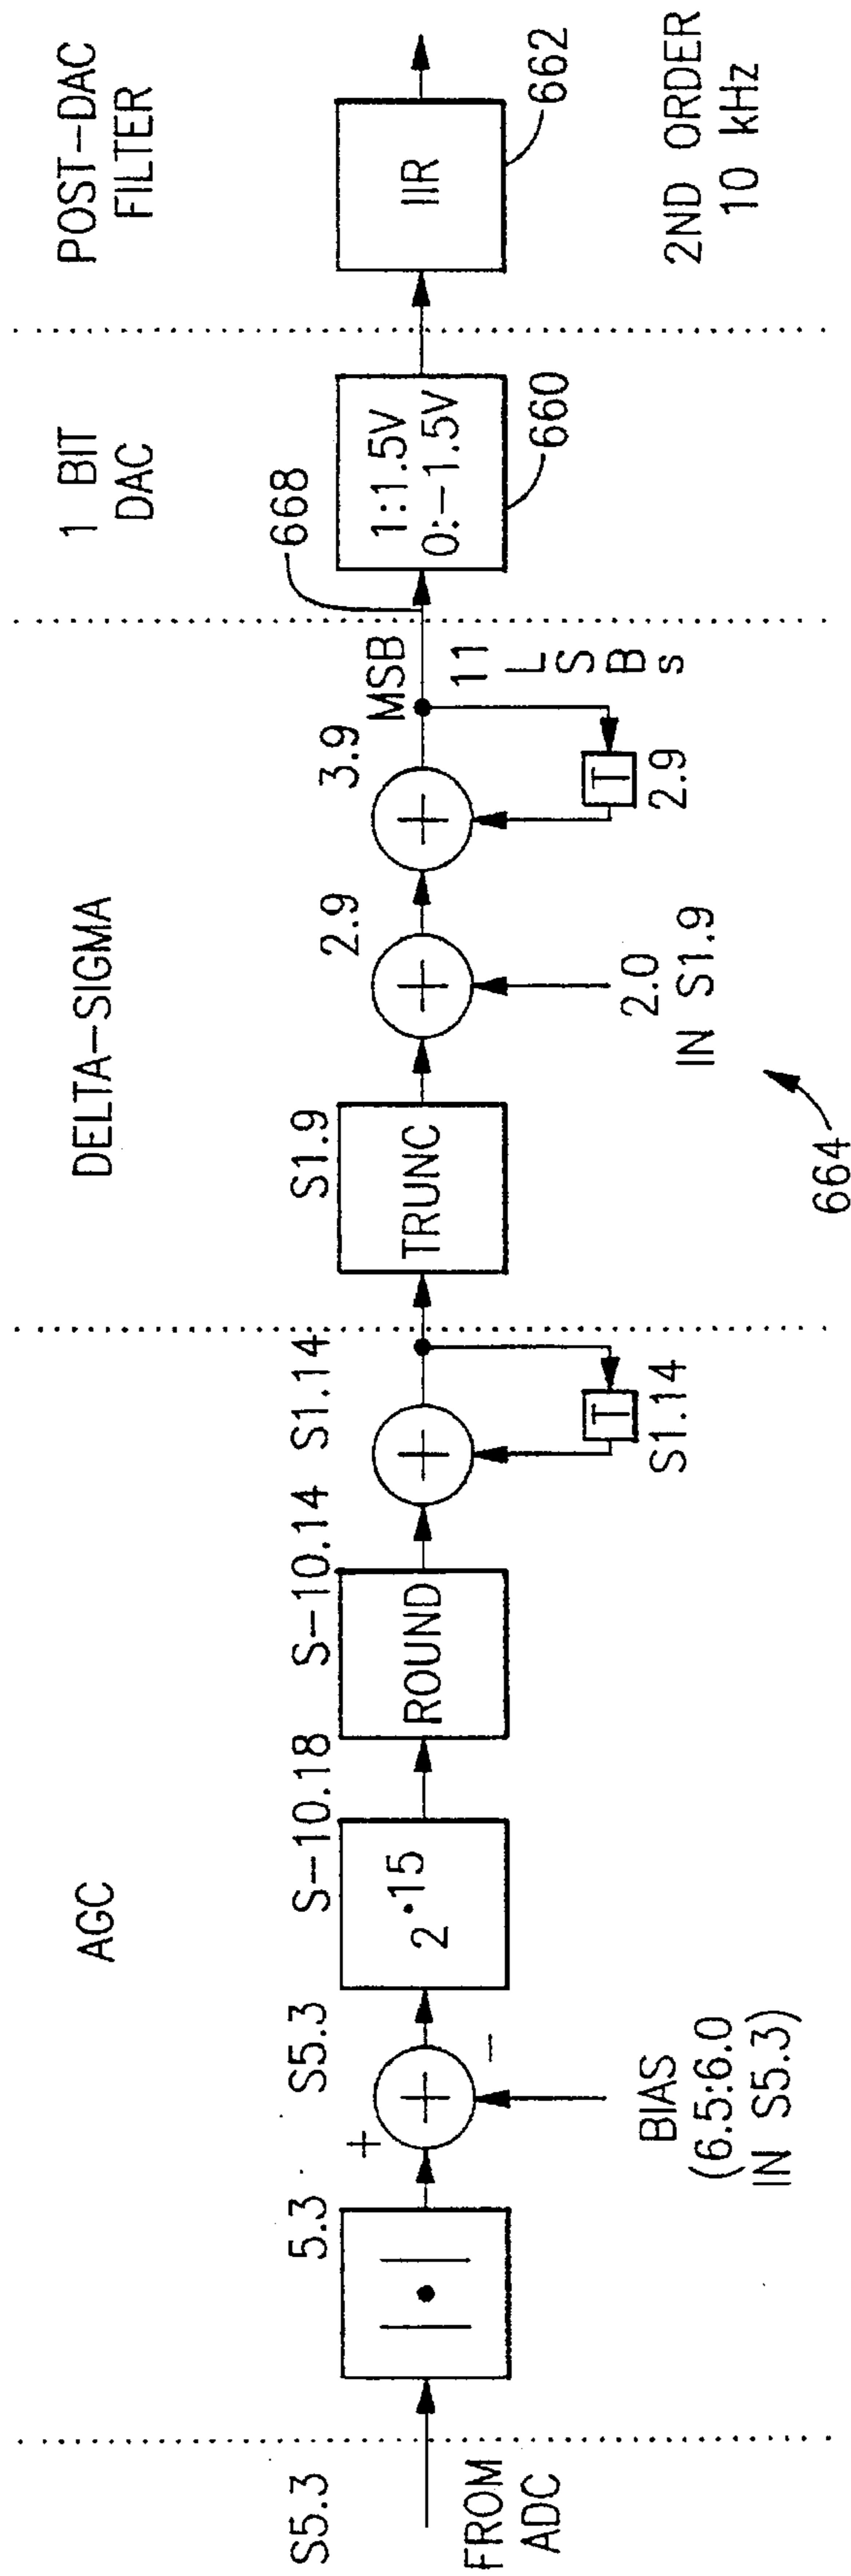 S5.3
FROM
ADC
AGC
5.3
|•|
+
−
+
S5.3
BIAS
(6.5:6.0
IN S5.3)
2•15
S−10.18
ROUND
S−10.14
+
S1.14
T
S1.14
DELTA−SIGMA
TRUNC
S1.9
+
2.9
2.0
IN S1.9
+
3.9
T
2.9
MSB
11
L
S
B
s
664
668
1 BIT
DAC
1:1.5V
0:−1.5V
660
POST−DAC
FILTER
IIR
662
2ND ORDER
10 kHz